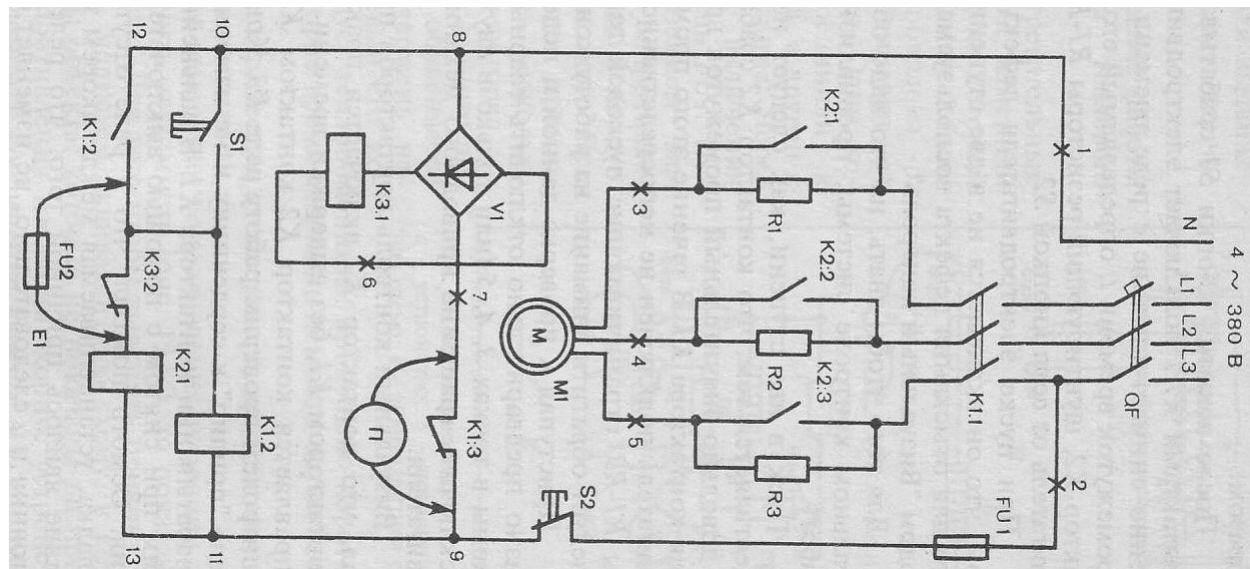 4 ~ 380 В
N L1 L2 L3
QF
1 2
FU1
K1.1
K2:1 K2:2 K2:3
R1 R2 R3
3 4 5
M
M1
S2
8 V1 7 K1:3 9
K3.1 6 П
10 S1 K1.2 11
12 K1:2 K3:2 K2.1 13
FU2 E1